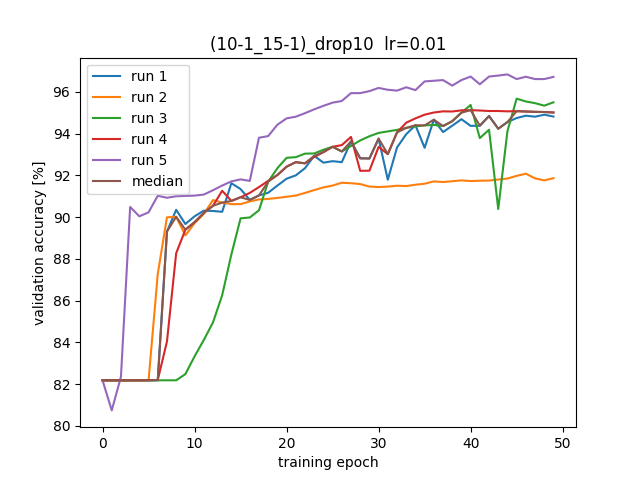 (10-1_15-1)_drop10  lr=0.01
run 1
run 2
run 3
run 4
run 5
median
validation accuracy [%]
96
94
92
90
88
86
84
82
80
0
10
20
30
40
50
training epoch